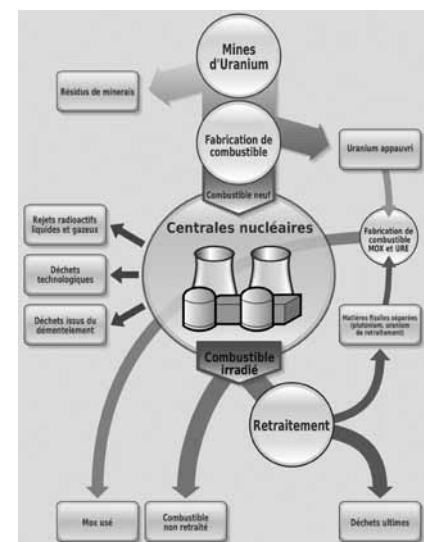 Mines
d'Uranium
Résidus de minerais
Fabrication de
combustible
Uranium appauvri
Combustible neuf
Rejets radioactifs
liquides et gazeux
Centrales nucléaires
Fabrication de
combustible
MOX et URE
Déchets
technologiques
Déchets issus du
démentelement
Matières fissiles séperées
(plutonium, uranium
de retraitement)
Combustible
irradié
Retraitement
Mox usé
Combustible
non retraité
Déchets ultimes